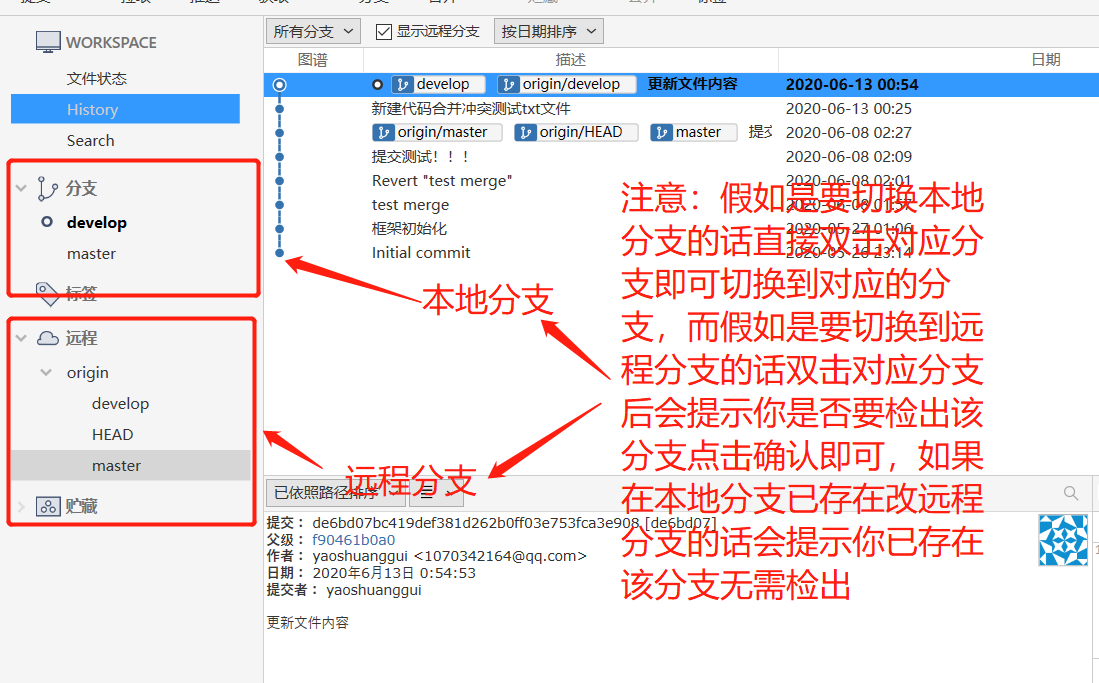 所有分支
显示远程分支
按日期排序
WORKSPACE
文件状态
History
Search
分支
develop
master
标签
远程
origin
develop
HEAD
master
贮藏
图谱 描述 日期
develop origin/develop 更新文件内容 2020-06-13 00:54
新建代码合并冲突测试txt文件 2020-06-13 00:25
origin/master origin/HEAD master 提交 2020-06-08 02:27
提交测试！！！ 2020-06-08 02:09
Revert "test merge" 2020-06-08 02:01
test merge 2020-06-08 01:57
框架初始化 2020-05-27 01:06
Initial commit 2020-05-26 23:14
本地分支
远程分支
注意：假如是要切换本地
分支的话直接双击对应分
支即可切换到对应的分
支，而假如是要切换到远
程分支的话双击对应分支
后会提示你是否要检出该
分支点击确认即可，如果
在本地分支已存在改远程
分支的话会提示你已存在
该分支无需检出
已依照路径排序
提交： de6bd07bc419def381d262b0ff03e753fca3e908 [de6bd07]
父级： f90461b0a0
作者： yaoshuanggui <1070342164@qq.com>
日期： 2020年6月13日 0:54:53
提交者： yaoshuanggui
更新文件内容